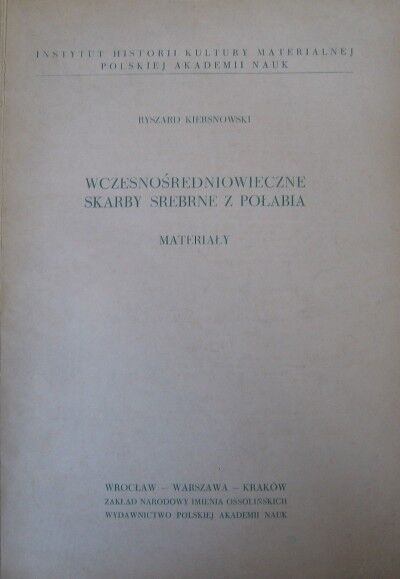 INSTYTUT HISTORII KULTURY MATERIALNEJ
POLSKIEJ AKADEMII NAUK
RYSZARD KIERSNOWSKI
WCZESNOŚREDNIOWIECZNE
SKARBY SREBRNE Z POŁABIA
MATERIAŁY
WROCŁAW – WARSZAWA – KRAKÓW
ZAKŁAD NARODOWY IMIENIA OSSOLIŃSKICH
WYDAWNICTWO POLSKIEJ AKADEMII NAUK